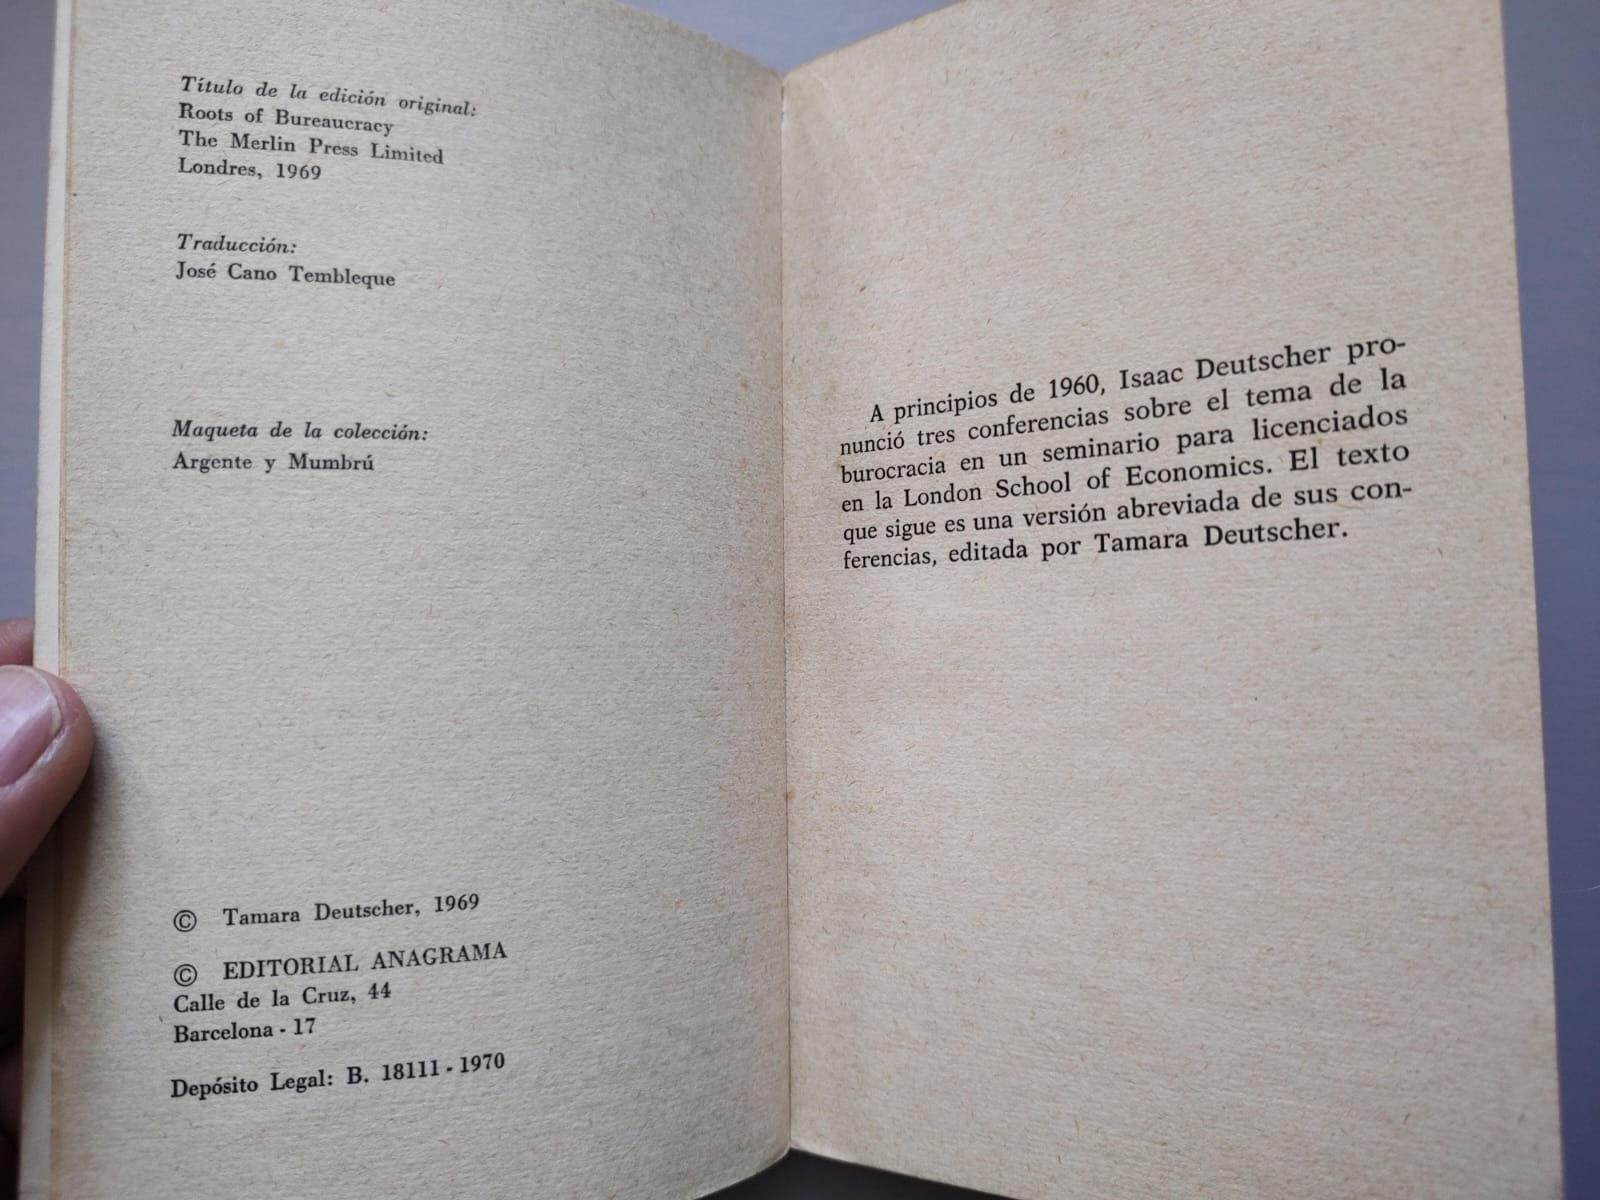 Título de la edición original:
Roots of Bureaucracy
The Merlin Press Limited
Londres, 1969
Traducción:
José Cano Tembleque
Maqueta de la colección:
Argente y Mumbrú
© Tamara Deutscher, 1969
© EDITORIAL ANAGRAMA
Calle de la Cruz, 44
Barcelona - 17
Depósito Legal: B. 18111 - 1970
A principios de 1960, Isaac Deutscher pro-
nunció tres conferencias sobre el tema de la
burocracia en un seminario para licenciados
en la London School of Economics. El texto
que sigue es una versión abreviada de sus con-
ferencias, editada por Tamara Deutscher.